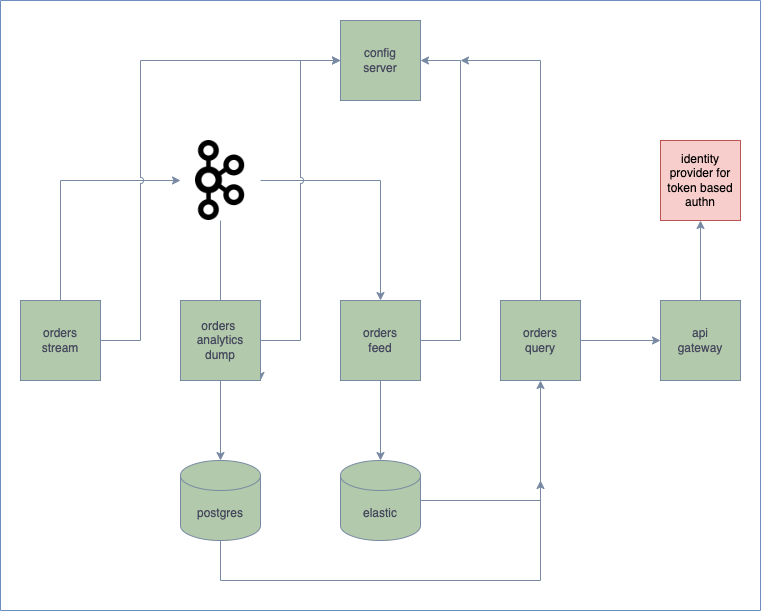 config
server
identity
provider for
token based
authn
orders
stream
orders
analytics
dump
orders
feed
orders
query
api
gateway
postgres
elastic